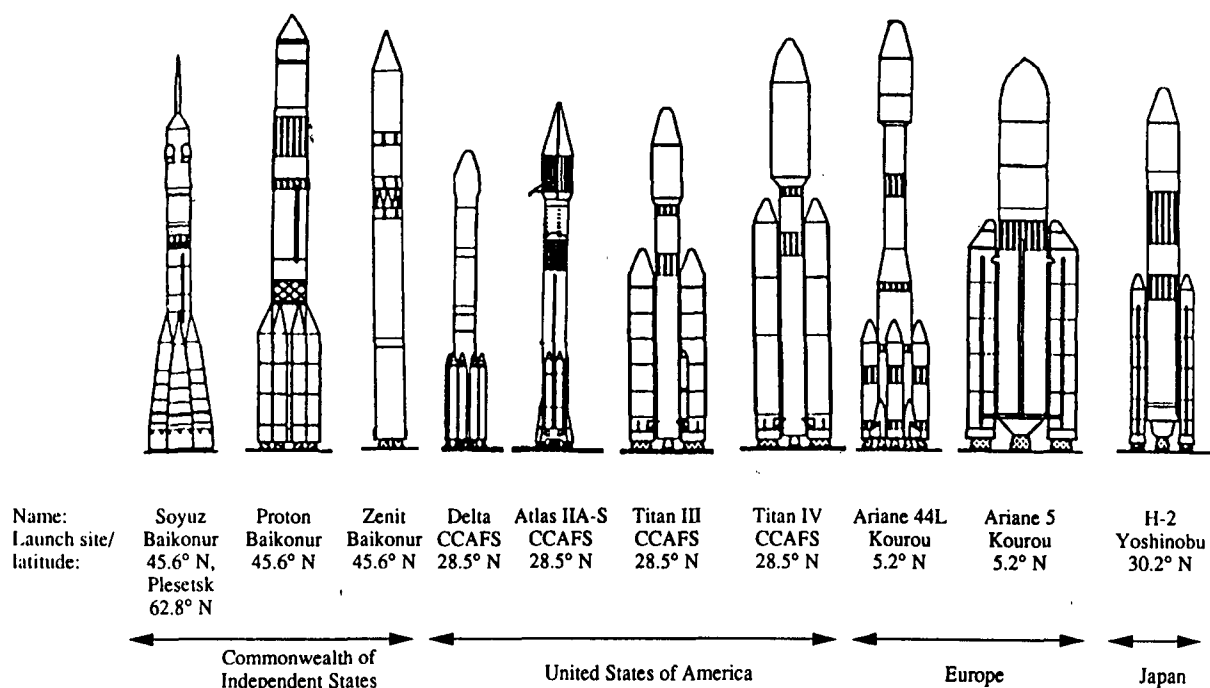 Name: Soyuz Proton Zenit Delta Atlas IIA-S Titan III Titan IV Ariane 44L Ariane 5 H-2
Launch site/ Baikonur Baikonur Baikonur CCAFS CCAFS CCAFS CCAFS Kourou Kourou Yoshinobu
latitude: 45.6° N, 45.6° N 45.6° N 28.5° N 28.5° N 28.5° N 28.5° N 5.2° N 5.2° N 30.2° N
Plesetsk
62.8° N
Commonwealth of
Independent States
United States of America
Europe
Japan